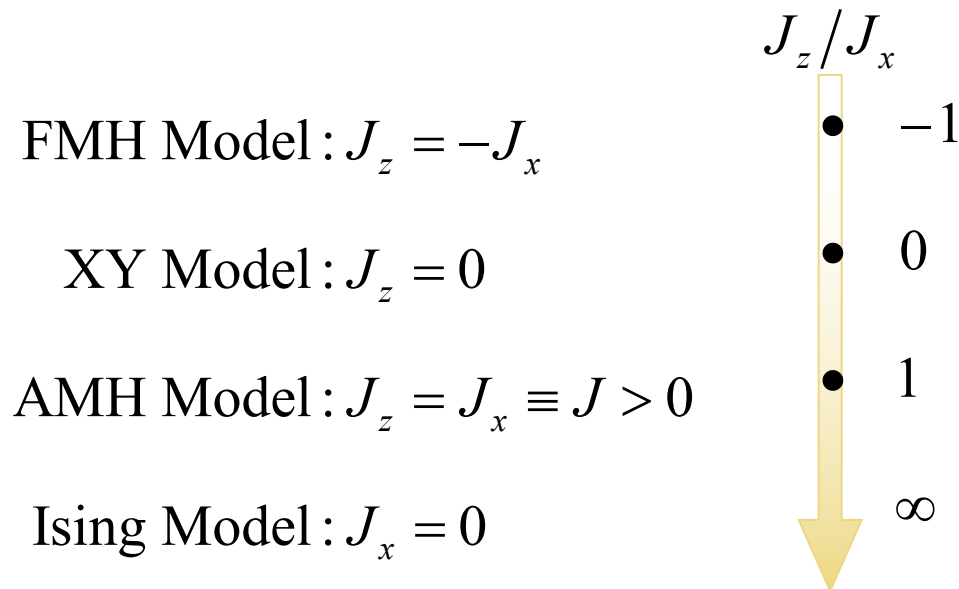 J_z/J_x
FMH Model: J_z = −J_x
−1
XY Model: J_z = 0
0
AMH Model: J_z = J_x ≡ J > 0
1
Ising Model: J_x = 0
∞